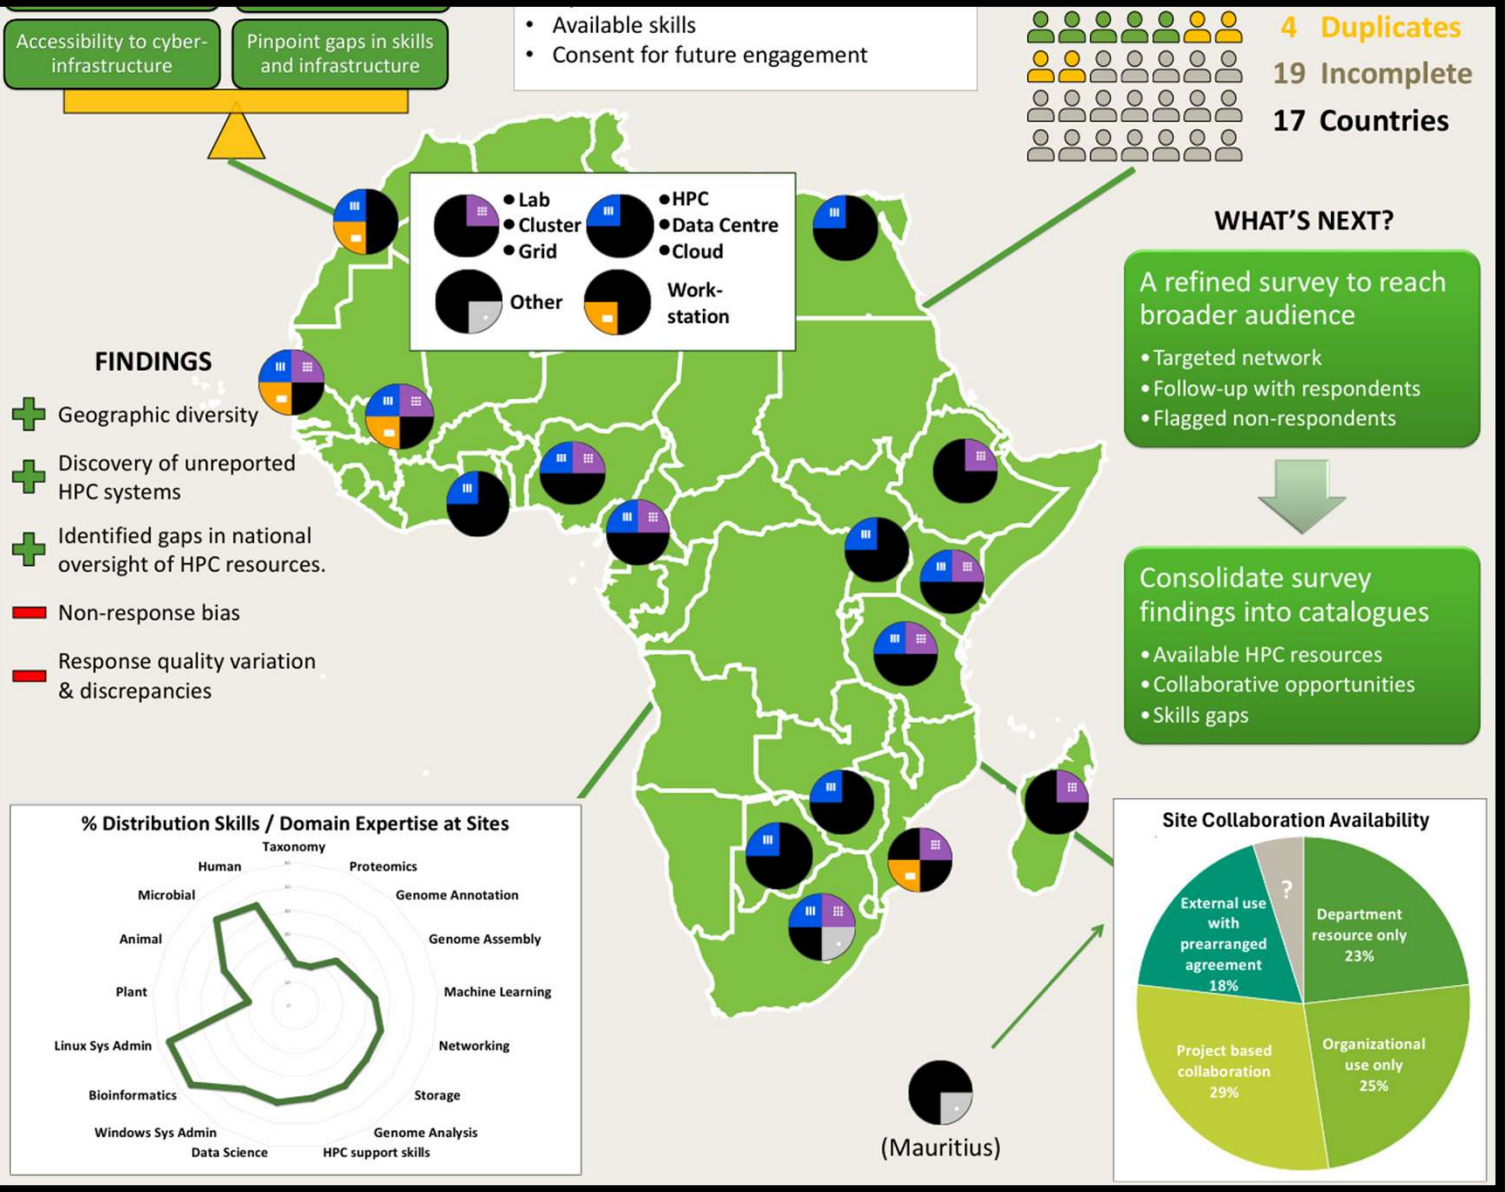 Accessibility to cyber-
infrastructure
Pinpoint gaps in skills
and infrastructure
• Available skills
• Consent for future engagement
4 Duplicates
19 Incomplete
17 Countries
• Lab
• Cluster
• Grid
• HPC
• Data Centre
• Cloud
Other
Work-
station
FINDINGS
Geographic diversity
Discovery of unreported
HPC systems
Identified gaps in national
oversight of HPC resources.
Non-response bias
Response quality variation
& discrepancies
WHAT'S NEXT?
A refined survey to reach
broader audience
• Targeted network
• Follow-up with respondents
• Flagged non-respondents
Consolidate survey
findings into catalogues
• Available HPC resources
• Collaborative opportunities
• Skills gaps
% Distribution Skills / Domain Expertise at Sites
Taxonomy
Proteomics
Genome Annotation
Genome Assembly
Machine Learning
Networking
Storage
Genome Analysis
HPC support skills
Data Science
Windows Sys Admin
Bioinformatics
Linux Sys Admin
Plant
Animal
Microbial
Human
(Mauritius)
Site Collaboration Availability
?
Department
resource only
23%
Organizational
use only
25%
Project based
collaboration
29%
External use
with
prearranged
agreement
18%